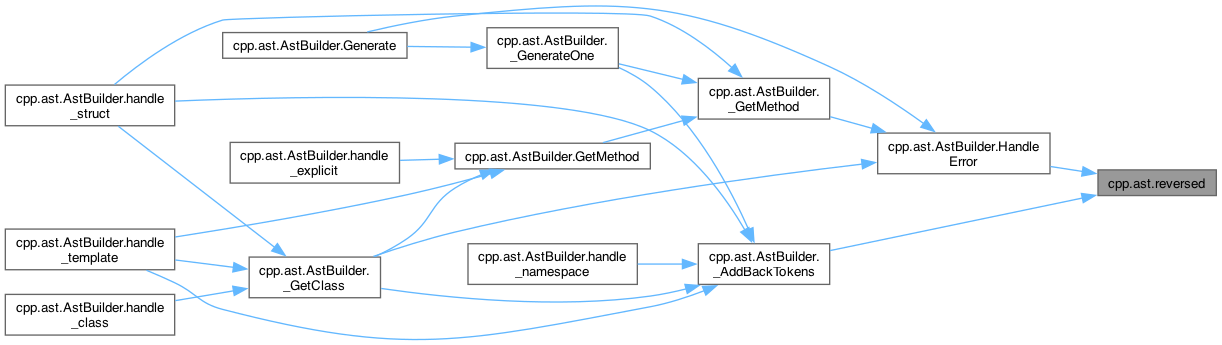 cpp.ast.AstBuilder.Generate
cpp.ast.AstBuilder.
_GenerateOne
cpp.ast.AstBuilder.handle
_struct
cpp.ast.AstBuilder.
_GetMethod
cpp.ast.AstBuilder.handle
_explicit
cpp.ast.AstBuilder.GetMethod
cpp.ast.AstBuilder.Handle
Error
cpp.ast.reversed
cpp.ast.AstBuilder.handle
_template
cpp.ast.AstBuilder.
_GetClass
cpp.ast.AstBuilder.handle
_namespace
cpp.ast.AstBuilder.
_AddBackTokens
cpp.ast.AstBuilder.handle
_class